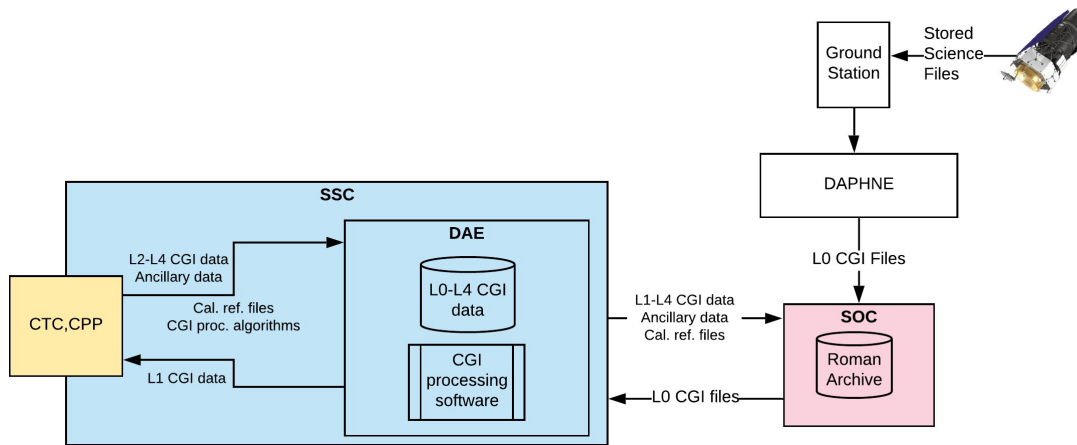 Stored
Science
Files
Ground
Station
DAPHNE
L0 CGI Files
SSC
DAE
L2-L4 CGI data
Ancillary data
Cal. ref. files
CGI proc. algorithms
CTC,CPP
L1 CGI data
L0-L4 CGI
data
CGI
processing
software
L1-L4 CGI data
Ancillary data
Cal. ref. files
L0 CGI files
SOC
Roman
Archive